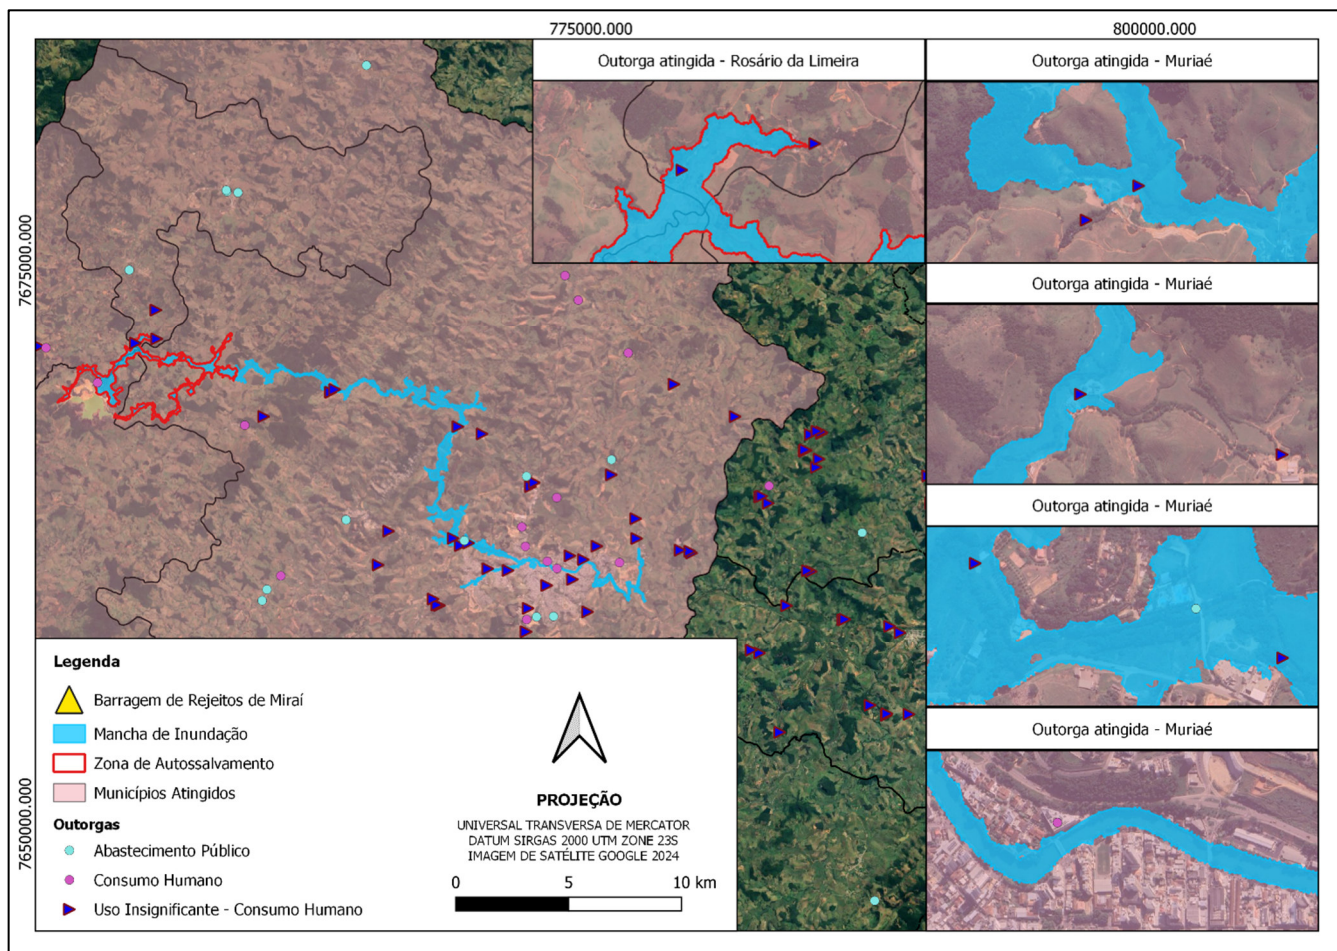 775000.000
800000.000
Outorga atingida - Rosário da Limeira
Outorga atingida - Muriaé
7675000.000
Outorga atingida - Muriaé
Outorga atingida - Muriaé
Outorga atingida - Muriaé
7650000.000
Legenda
Barragem de Rejeitos de Miraí
Mancha de Inundação
Zona de Autossalvamento
Municípios Atingidos
Outorgas
Abastecimento Público
Consumo Humano
Uso Insignificante - Consumo Humano
PROJEÇÃO
UNIVERSAL TRANSVERSA DE MERCATOR
DATUM SIRGAS 2000 UTM ZONE 23S
IMAGEM DE SATÉLITE GOOGLE 2024
0 5 10 km